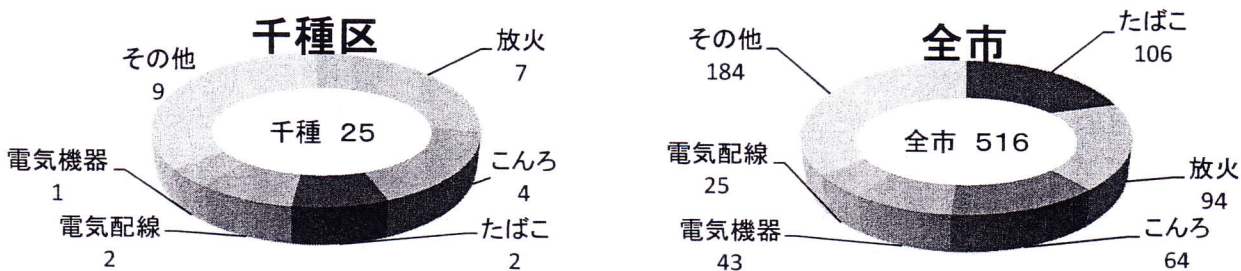 千種区
放火
7
その他
9
千種 25
こんろ
4
電気機器
1
たばこ
2
電気配線
2
全市
たばこ
106
その他
184
全市 516
放火
94
電気配線
25
こんろ
64
電気機器
43